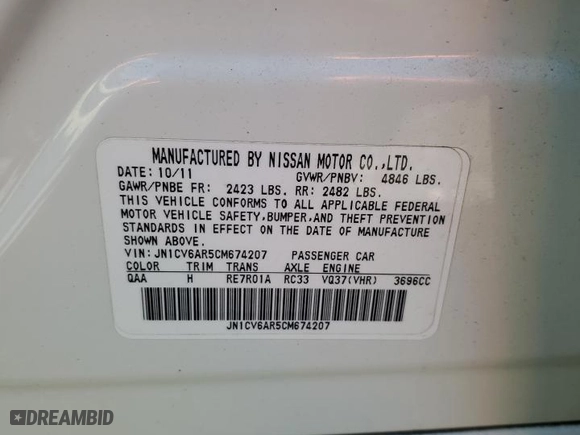 MANUFACTURED BY NISSAN MOTOR CO.,LTD.
DATE: 10/11 GVWR/PNBV: 4846 LBS.
GAWR/PNBE FR: 2423 LBS. RR: 2482 LBS.
THIS VEHICLE CONFORMS TO ALL APPLICABLE FEDERAL
MOTOR VEHICLE SAFETY,BUMPER,AND THEFT PREVENTION
STANDARDS IN EFFECT ON THE DATE OF MANUFACTURE
SHOWN ABOVE.
VIN: JN1CV6AR5CM674207 PASSENGER CAR
COLOR TRIM TRANS AXLE ENGINE
QAA H RE7R01A RC33 VQ37(VHR) 3696CC
JN1CV6AR5CM674207
DREAMBID